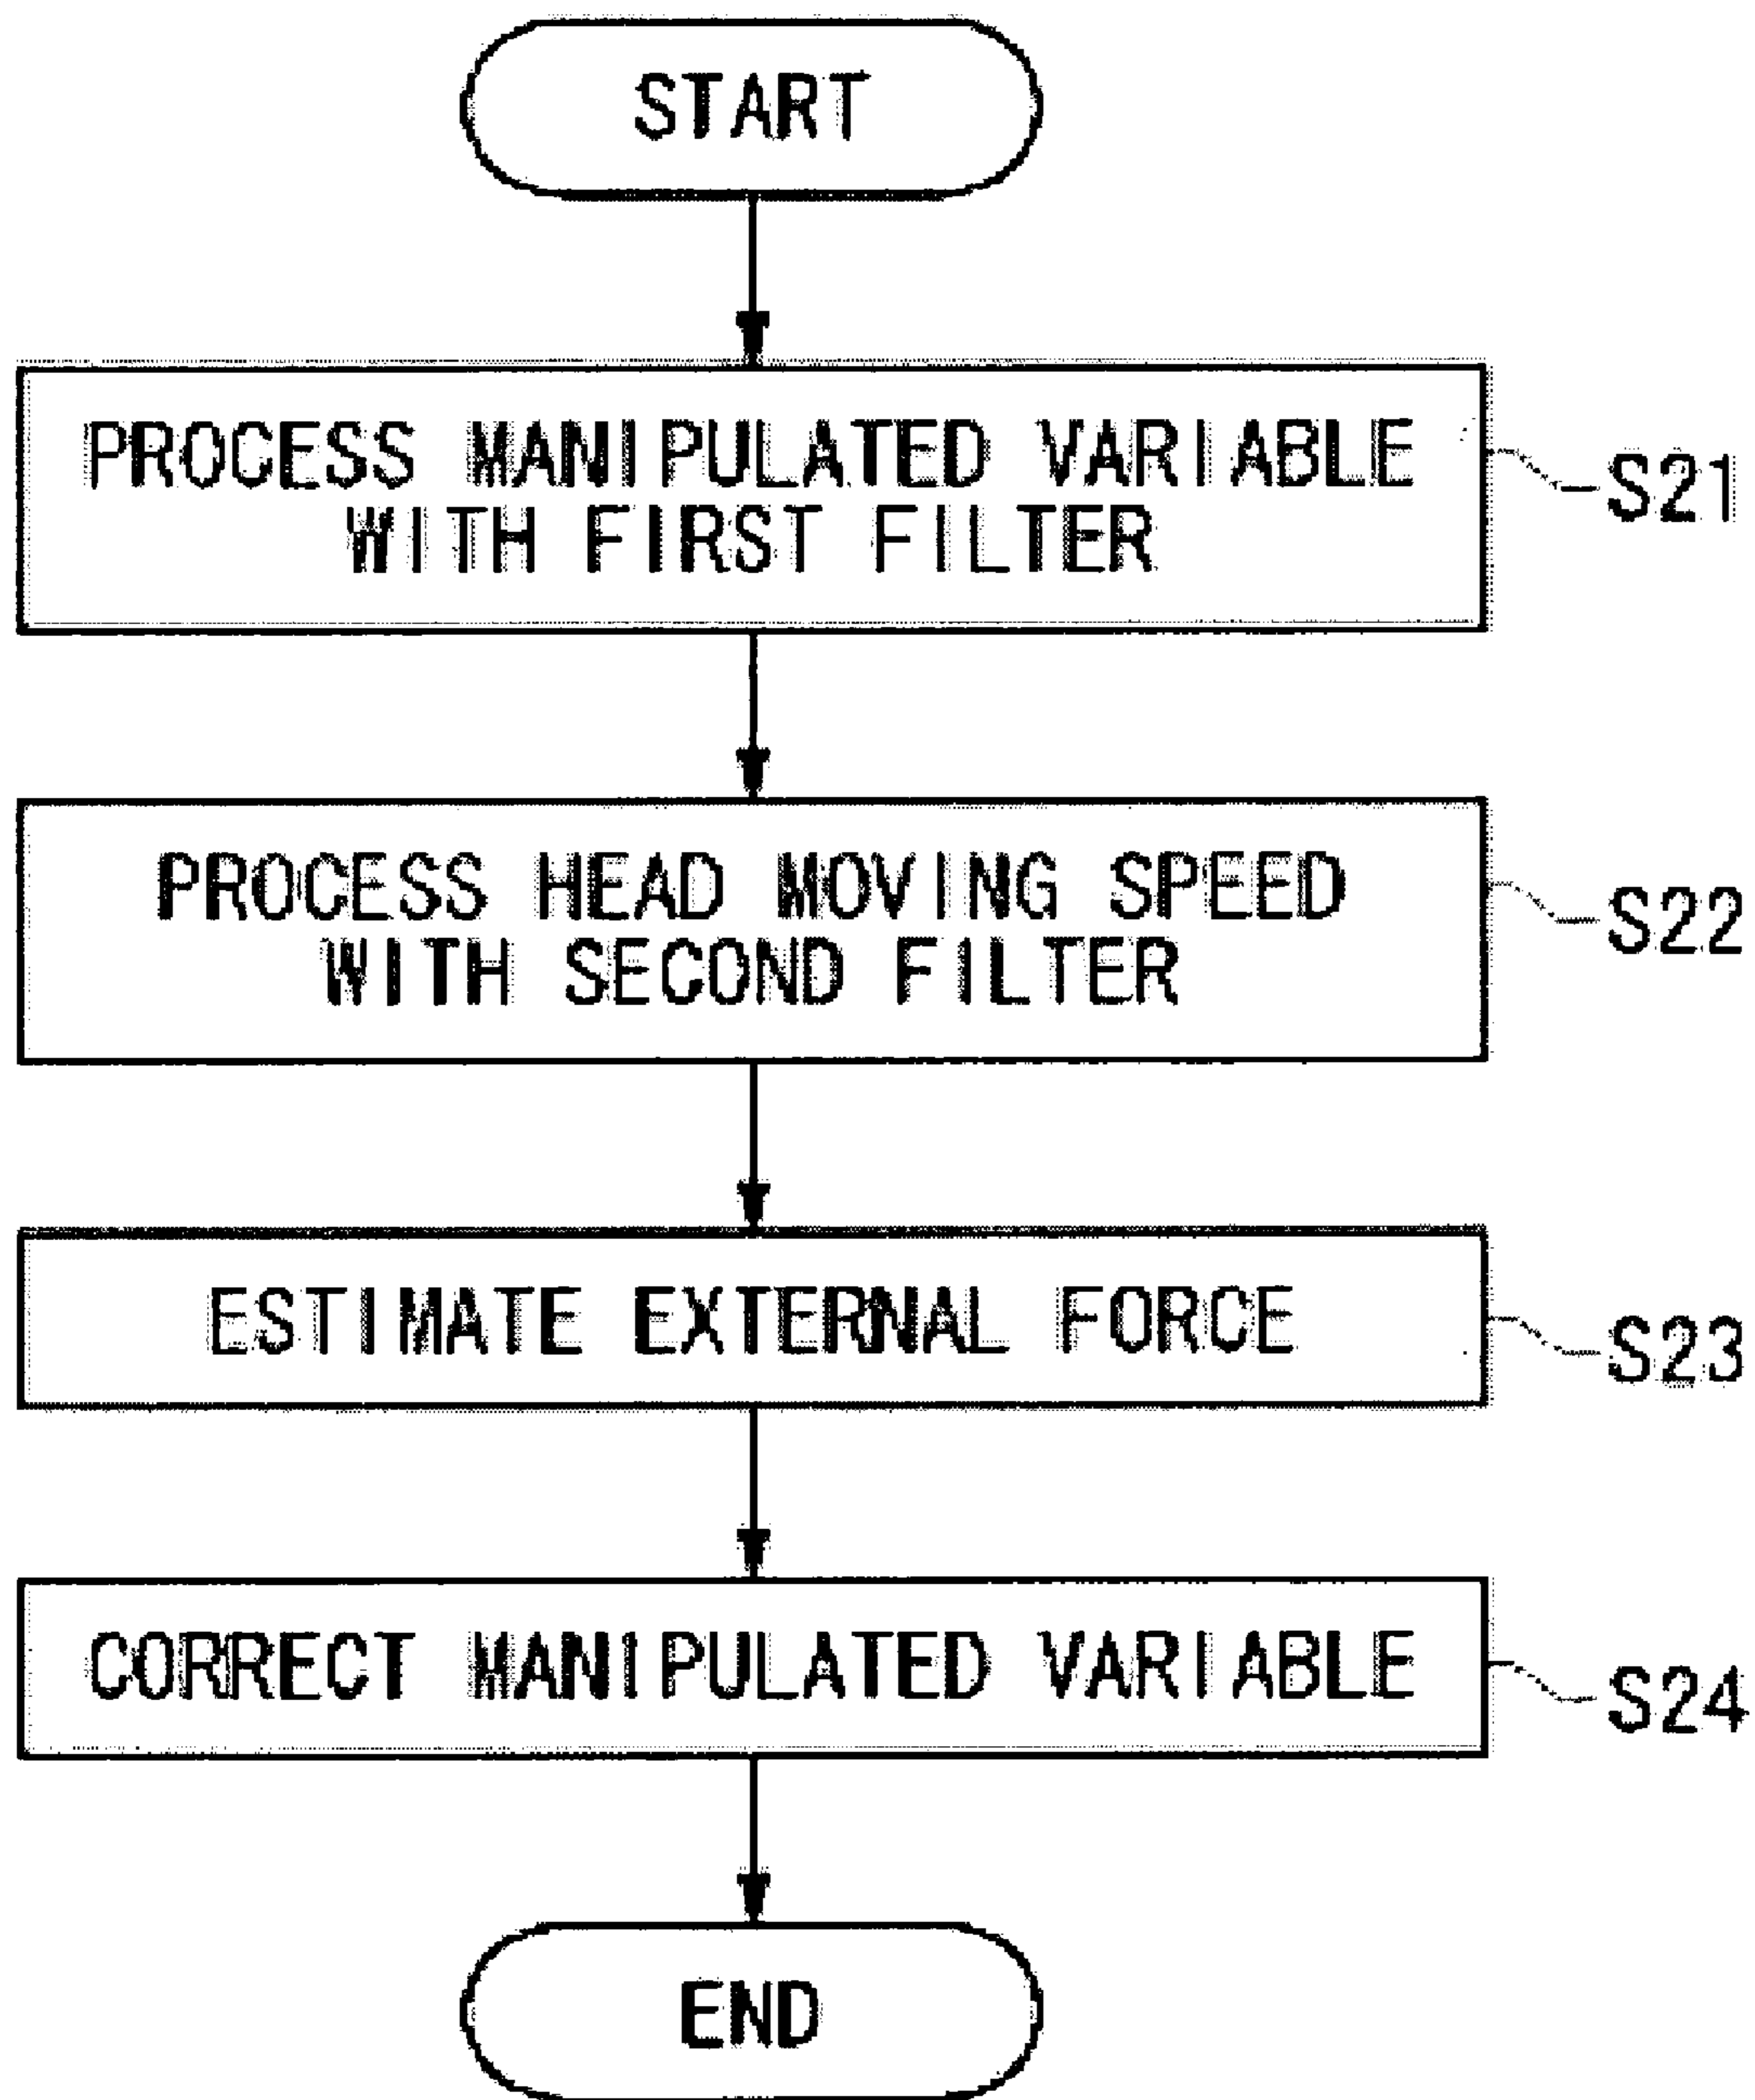 START
PROCESS MANIPULATED VARIABLE
WITH FIRST FILTER
S21
PROCESS HEAD MOVING SPEED
WITH SECOND FILTER
S22
ESTIMATE EXTERNAL FORCE
S23
CORRECT MANIPULATED VARIABLE
S24
END